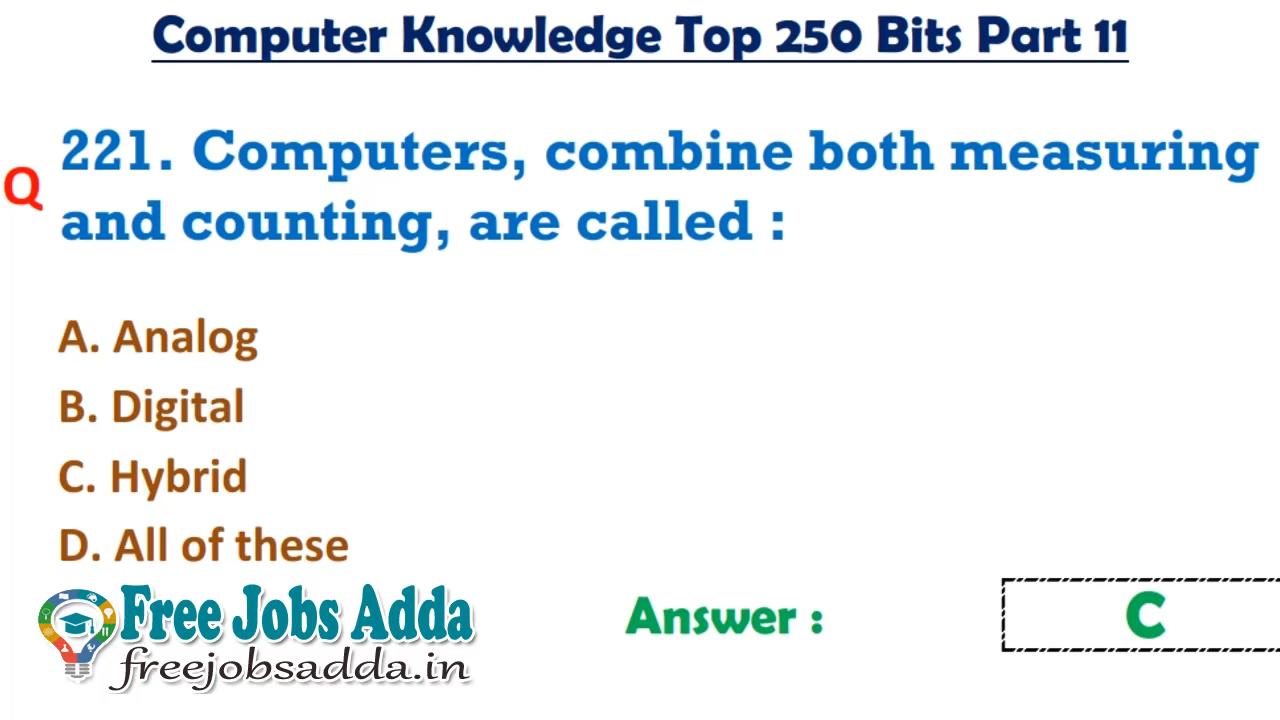 Computer Knowledge Top 250 Bits Part 11
Q
221. Computers, combine both measuring
and counting, are called :
A. Analog
B. Digital
C. Hybrid
D. All of these
Free Jobs Adda
freejobsadda.in
Answer :
C